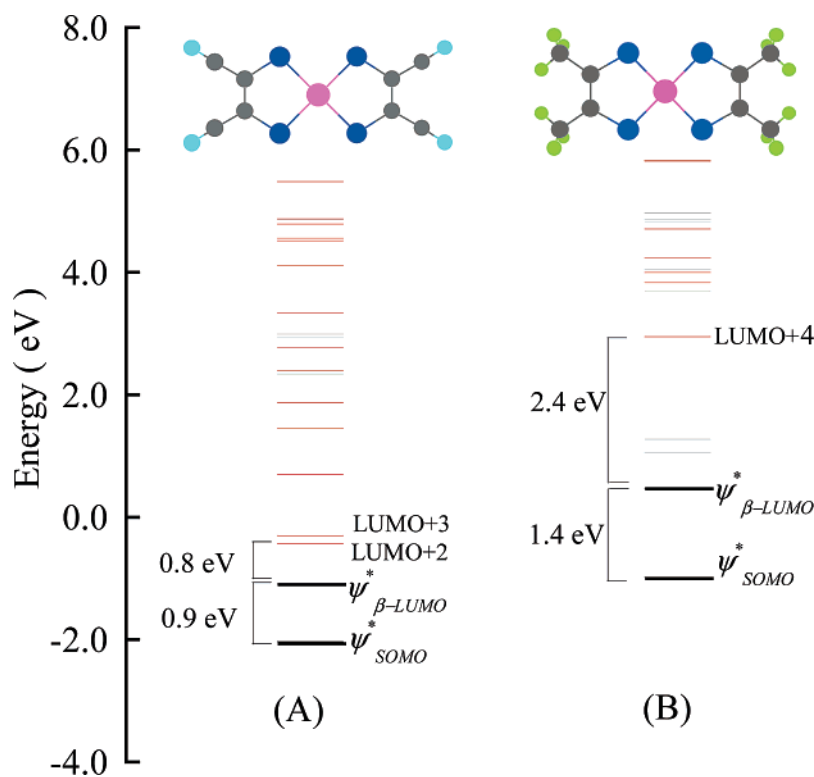 8.0
6.0
4.0
2.0
0.0
-2.0
-4.0
Energy ( eV )
LUMO+3
LUMO+2
0.8 eV
ψ*β–LUMO
0.9 eV
ψ*SOMO
(A)
LUMO+4
2.4 eV
ψ*β–LUMO
1.4 eV
ψ*SOMO
(B)